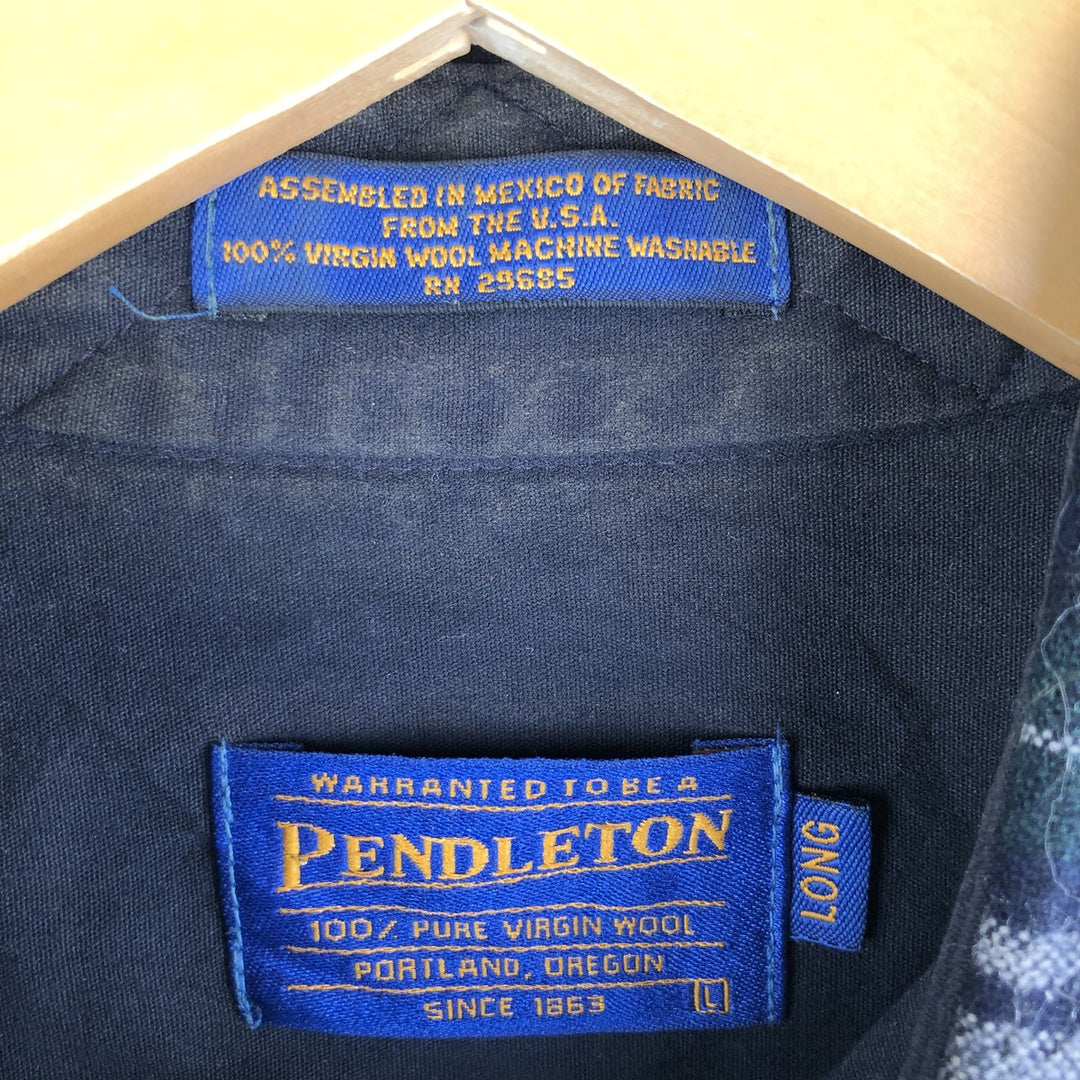 ASSEMBLED IN MEXICO OF FABRIC
FROM THE U.S.A.
100% VIRGIN WOOL MACHINE WASHABLE
RN 29685
WARRANTED TO BE A
PENDLETON
100% PURE VIRGIN WOOL
PORTLAND, OREGON
SINCE 1863
L
LONG